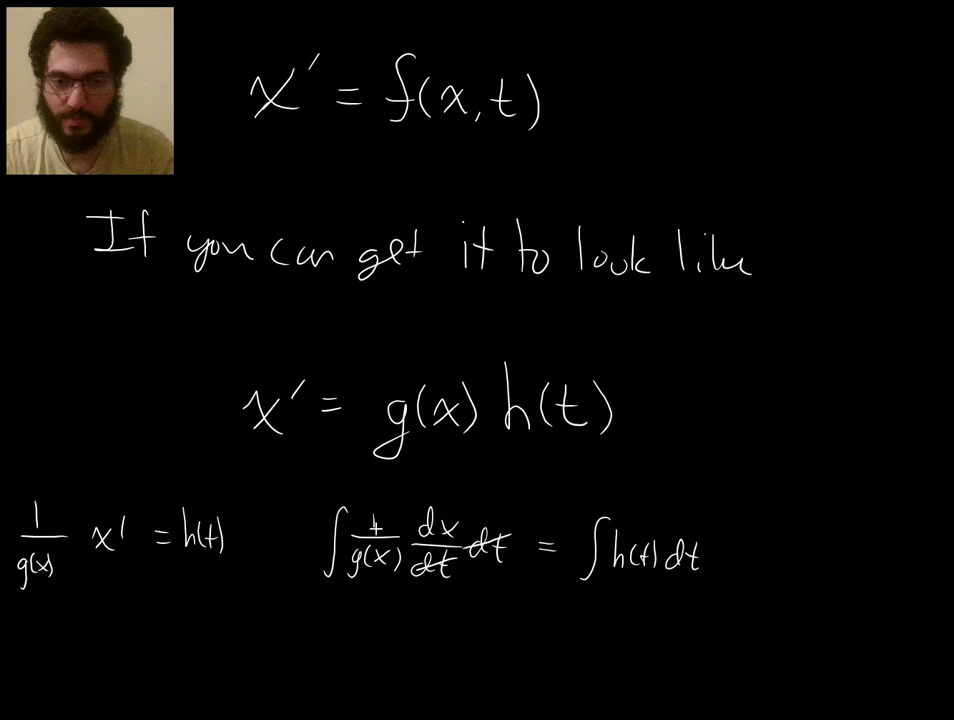 x' = f(x,t)
If you can get it to look like
x' = g(x) h(t)
1/g(x) x' = h(t) ∫ 1/g(x) dx/dt dt = ∫ h(t) dt